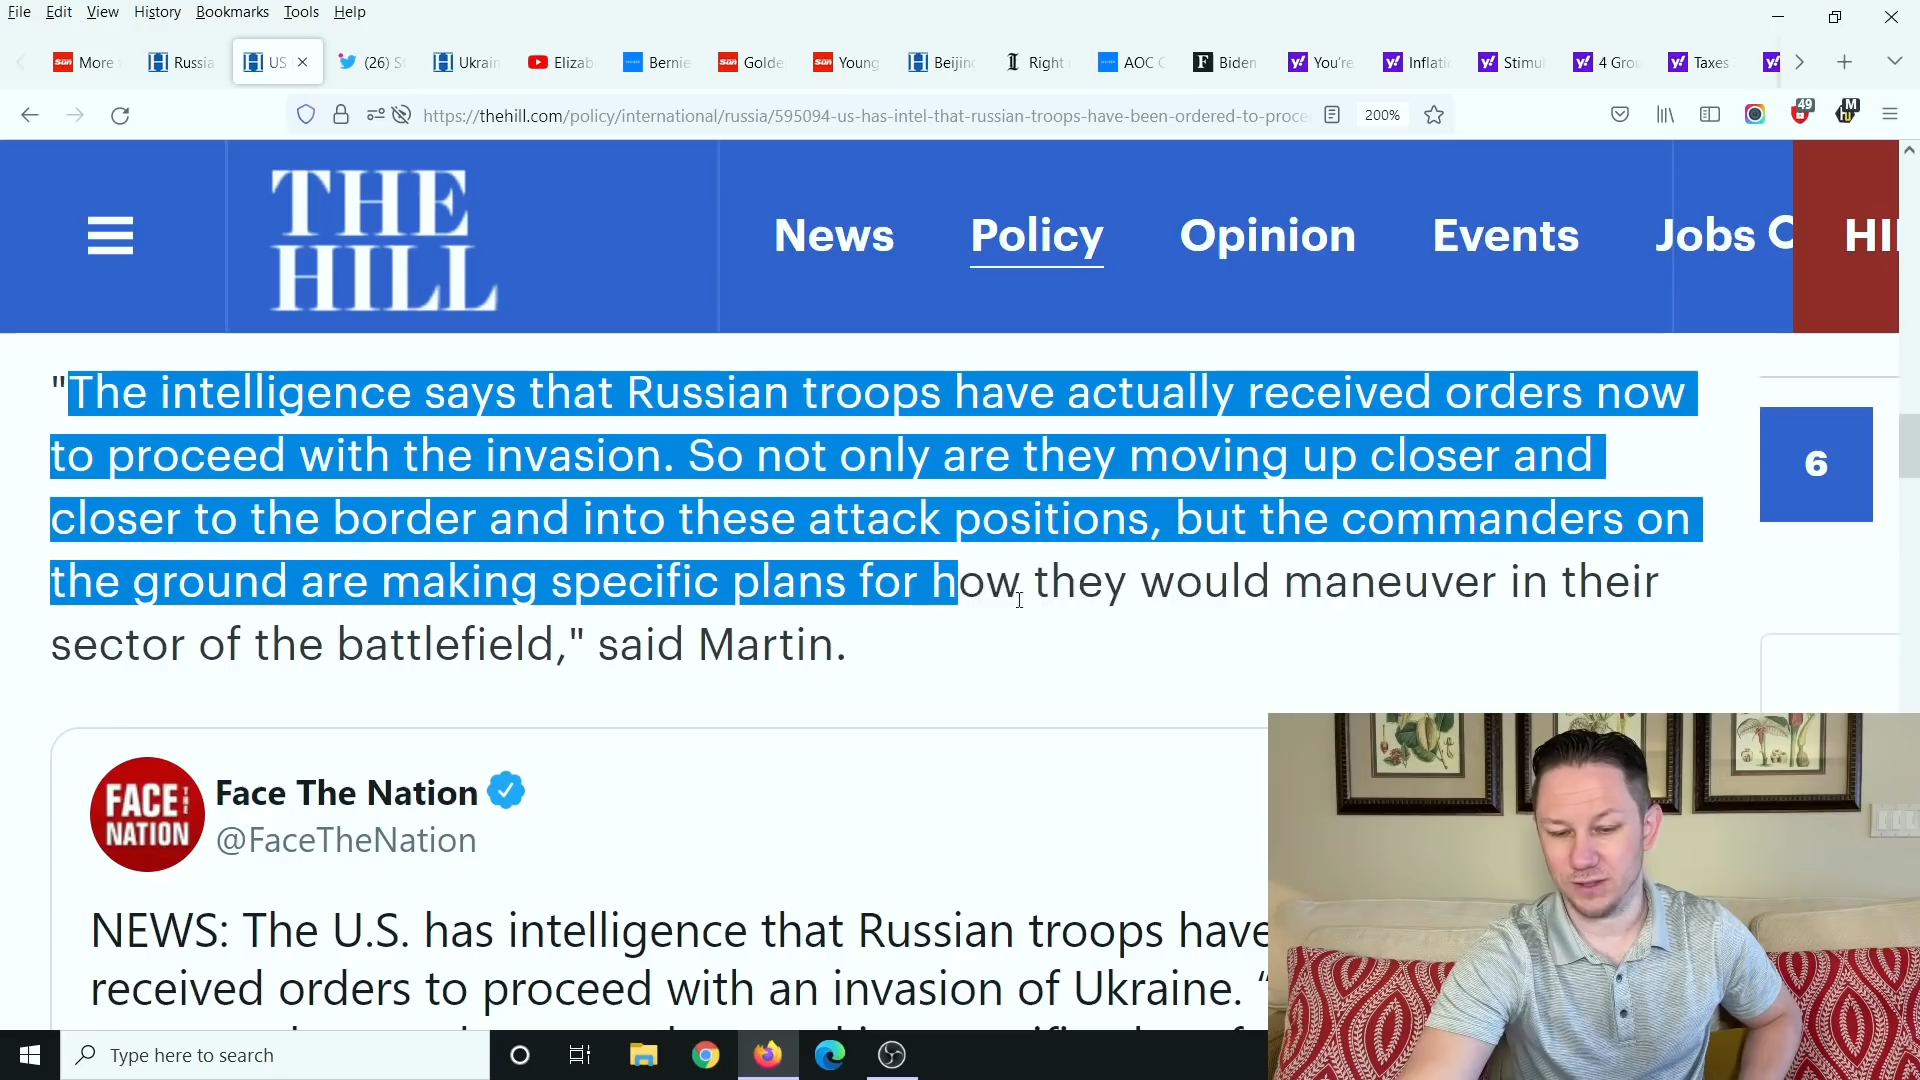 File Edit View History Bookmarks Tools Help
More Russia US (26) S Ukrain Elizab Bernie Golde Young Beijing Right AOC C Biden You're Inflati Stimu 4 Grou Taxes
https://thehill.com/policy/international/russia/595094-us-has-intel-that-russian-troops-have-been-ordered-to-proce 200% 49 M
THE
HILL
News Policy Opinion Events Jobs HI
"The intelligence says that Russian troops have actually received orders now
to proceed with the invasion. So not only are they moving up closer and
closer to the border and into these attack positions, but the commanders on
the ground are making specific plans for how they would maneuver in their
sector of the battlefield," said Martin.
6
FACE THE
NATION
Face The Nation
@FaceTheNation
NEWS: The U.S. has intelligence that Russian troops have
received orders to proceed with an invasion of Ukraine. “
Type here to search